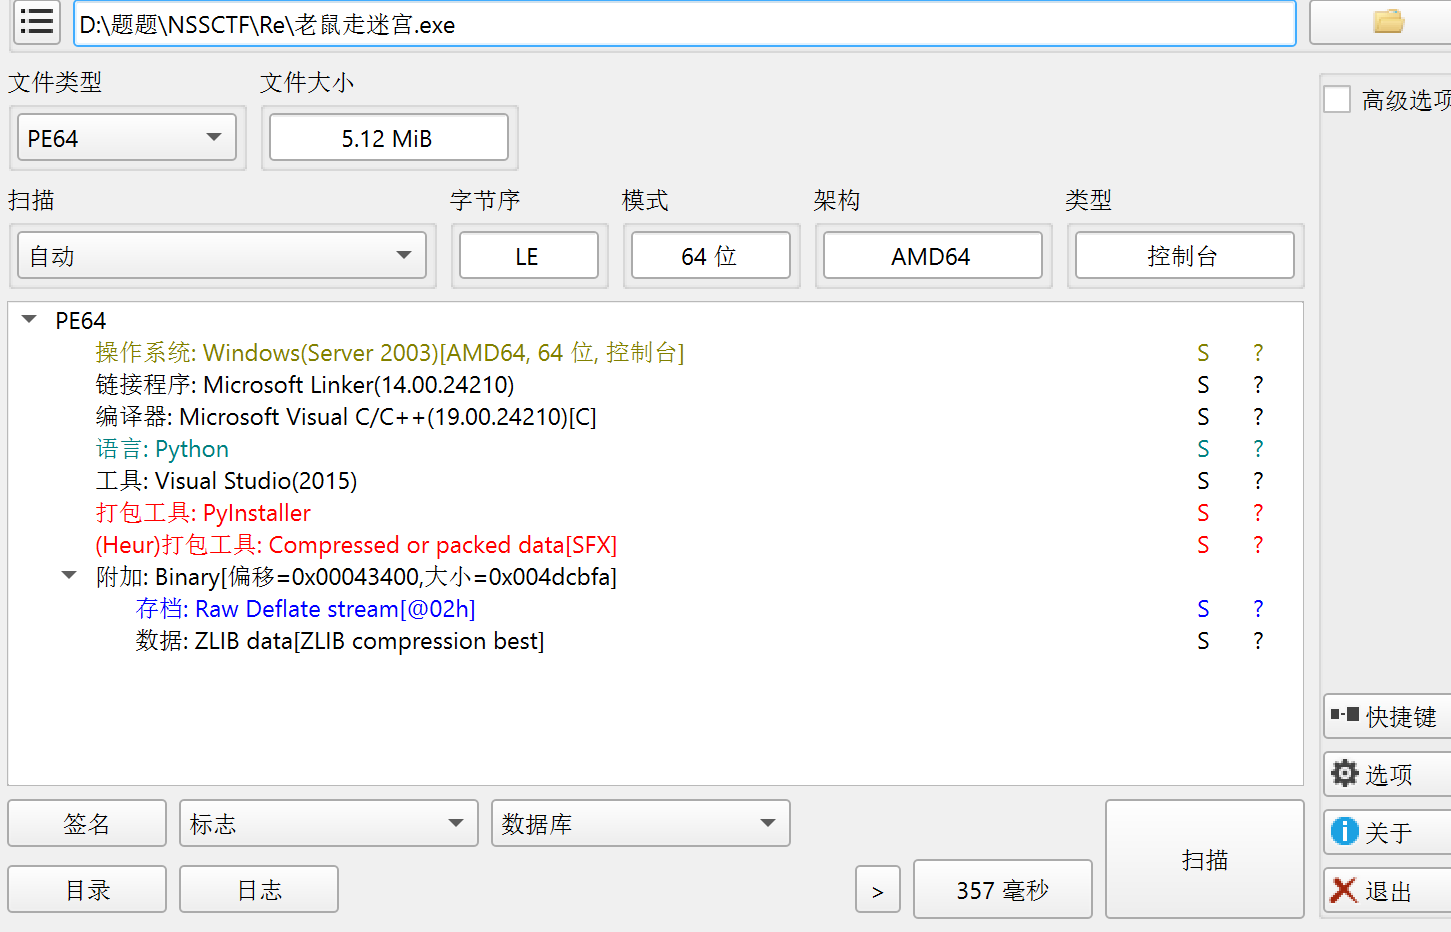 D:\题题\NSSCTF\Re\老鼠走迷宫.exe
文件类型 文件大小
PE64 5.12 MiB
高级选项
扫描 字节序 模式 架构 类型
自动 LE 64 位 AMD64 控制台
PE64
操作系统: Windows(Server 2003)[AMD64, 64 位, 控制台] S ?
链接程序: Microsoft Linker(14.00.24210) S ?
编译器: Microsoft Visual C/C++(19.00.24210)[C] S ?
语言: Python S ?
工具: Visual Studio(2015) S ?
打包工具: PyInstaller S ?
(Heur)打包工具: Compressed or packed data[SFX] S ?
附加: Binary[偏移=0x00043400,大小=0x004dcbfa]
存档: Raw Deflate stream[@02h] S ?
数据: ZLIB data[ZLIB compression best] S ?
快捷键
选项
签名 标志 数据库
关于
扫描
目录 日志 > 357 毫秒
退出